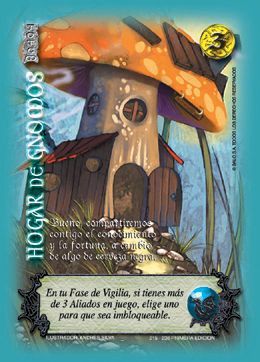 3
HOGAR DE GNOMOS
Bueno, compartiremos
contigo el conocimiento
y la fortuna, a cambio
de algo de cerveza negra...
En tu Fase de Vigilia, si tienes más
de 3 Aliados en juego, elige uno
para que sea imbloqueable.